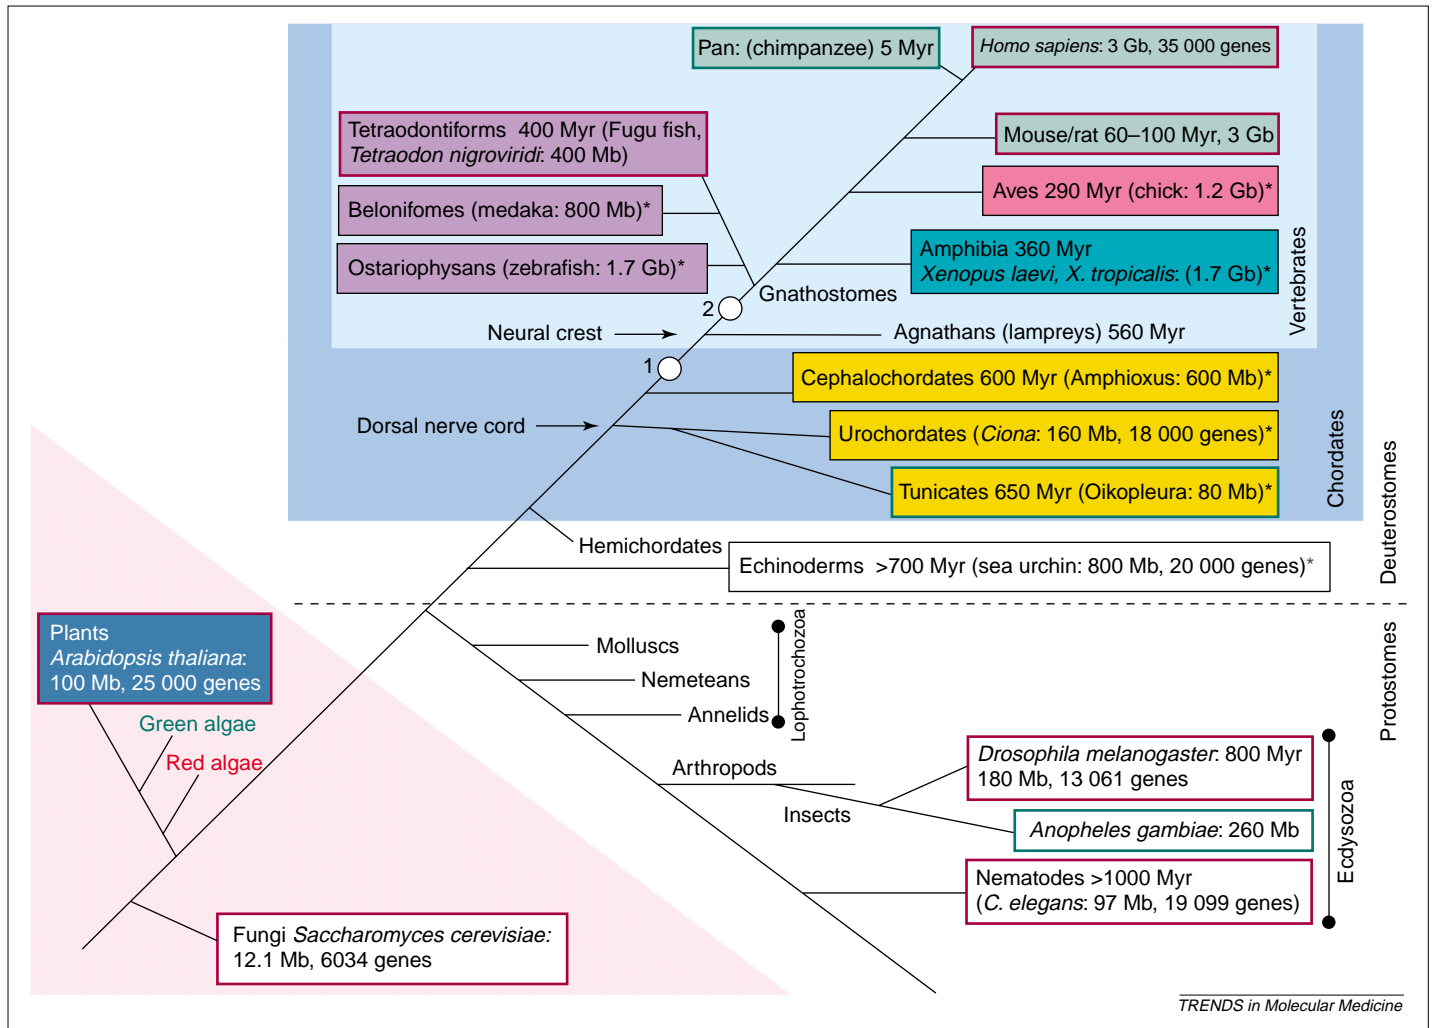 Pan: (chimpanzee) 5 Myr
Homo sapiens: 3 Gb, 35 000 genes
Tetraodontiforms 400 Myr (Fugu fish,
Tetraodon nigroviridi: 400 Mb)
Mouse/rat 60–100 Myr, 3 Gb
Beloniformes (medaka: 800 Mb)*
Aves 290 Myr (chick: 1.2 Gb)*
Ostariophysans (zebrafish: 1.7 Gb)*
Amphibia 360 Myr
Xenopus laevi, X. tropicalis: (1.7 Gb)*
Vertebrates
Gnathostomes
2
Neural crest
Agnathans (lampreys) 560 Myr
1
Cephalochordates 600 Myr (Amphioxus: 600 Mb)*
Dorsal nerve cord
Urochordates (Ciona: 160 Mb, 18 000 genes)*
Chordates
Tunicates 650 Myr (Oikopleura: 80 Mb)*
Deuterostomes
Hemichordates
Echinoderms >700 Myr (sea urchin: 800 Mb, 20 000 genes)*
Plants
Arabidopsis thaliana:
100 Mb, 25 000 genes
Green algae
Red algae
Molluscs
Nemeteans
Annelids
Lophotrochozoa
Protostomes
Arthropods
Insects
Drosophila melanogaster: 800 Myr
180 Mb, 13 061 genes
Anopheles gambiae: 260 Mb
Ecdysozoa
Nematodes >1000 Myr
(C. elegans: 97 Mb, 19 099 genes)
Fungi Saccharomyces cerevisiae:
12.1 Mb, 6034 genes
TRENDS in Molecular Medicine